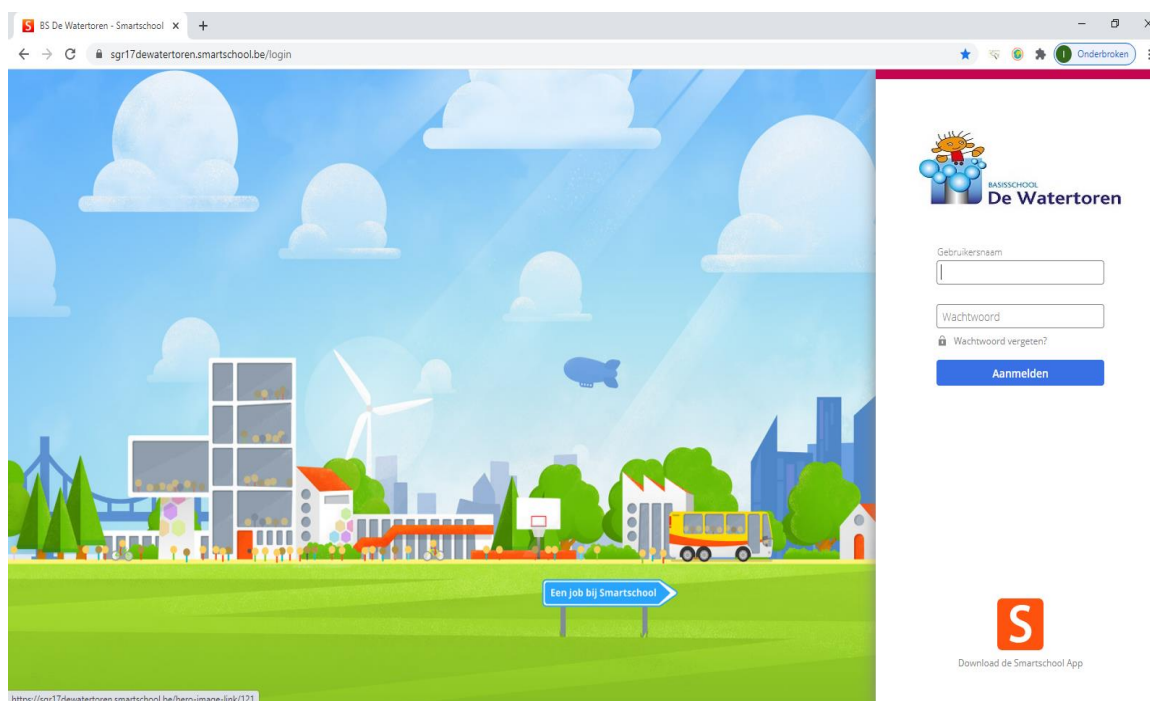 BS De Watertoren - Smartschool
sgr17dewatertoren.smartschool.be/login
Onderbroken
BASISSCHOOL
De Watertoren
Gebruikersnaam
Wachtwoord
Wachtwoord vergeten?
Aanmelden
Een job bij Smartschool
S
Download de Smartschool App
https://sgr17dewatertoren.smartschool.be/hero-image-link/121